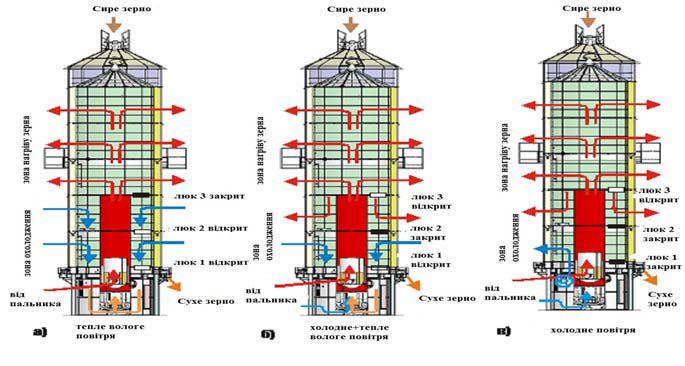 Сире зерно
зона нагріву зерна
люк 3 закрит
люк 2 відкрит
люк 1 відкрит
зона охолодження
від
пальника
Сухе зерно
а)
тепле вологе
повітря
Сире зерно
зона нагріву зерна
люк 3
відкрит
люк 2
закрит
люк 1
відкрит
зона
охолодження
від
пальника
Сухе зерно
б)
холодне+тепле
вологе повітря
Сире зерно
зона нагріву зерна
люк 3
відкрит
люк 2
закрит
люк 1
закрит
зона
охолодження
від
пальника
Сухе
зерно
в)
холодне повітря